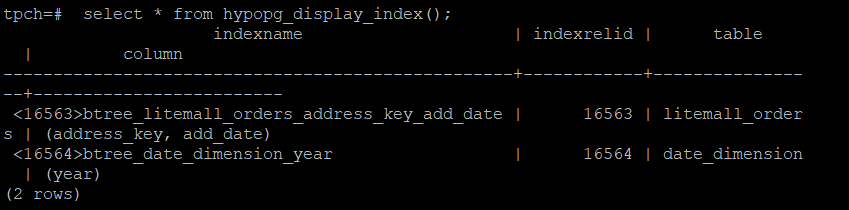 tpch=#  select * from hypopg_display_index();
                     indexname                     | indexrelid |      table
  |         column
---------------------------------------------------+------------+---------------
--+-------------------------
 <16563>btree_litemall_orders_address_key_add_date |      16563 | litemall_order
s | (address_key, add_date)
 <16564>btree_date_dimension_year                  |      16564 | date_dimension
  | (year)
(2 rows)